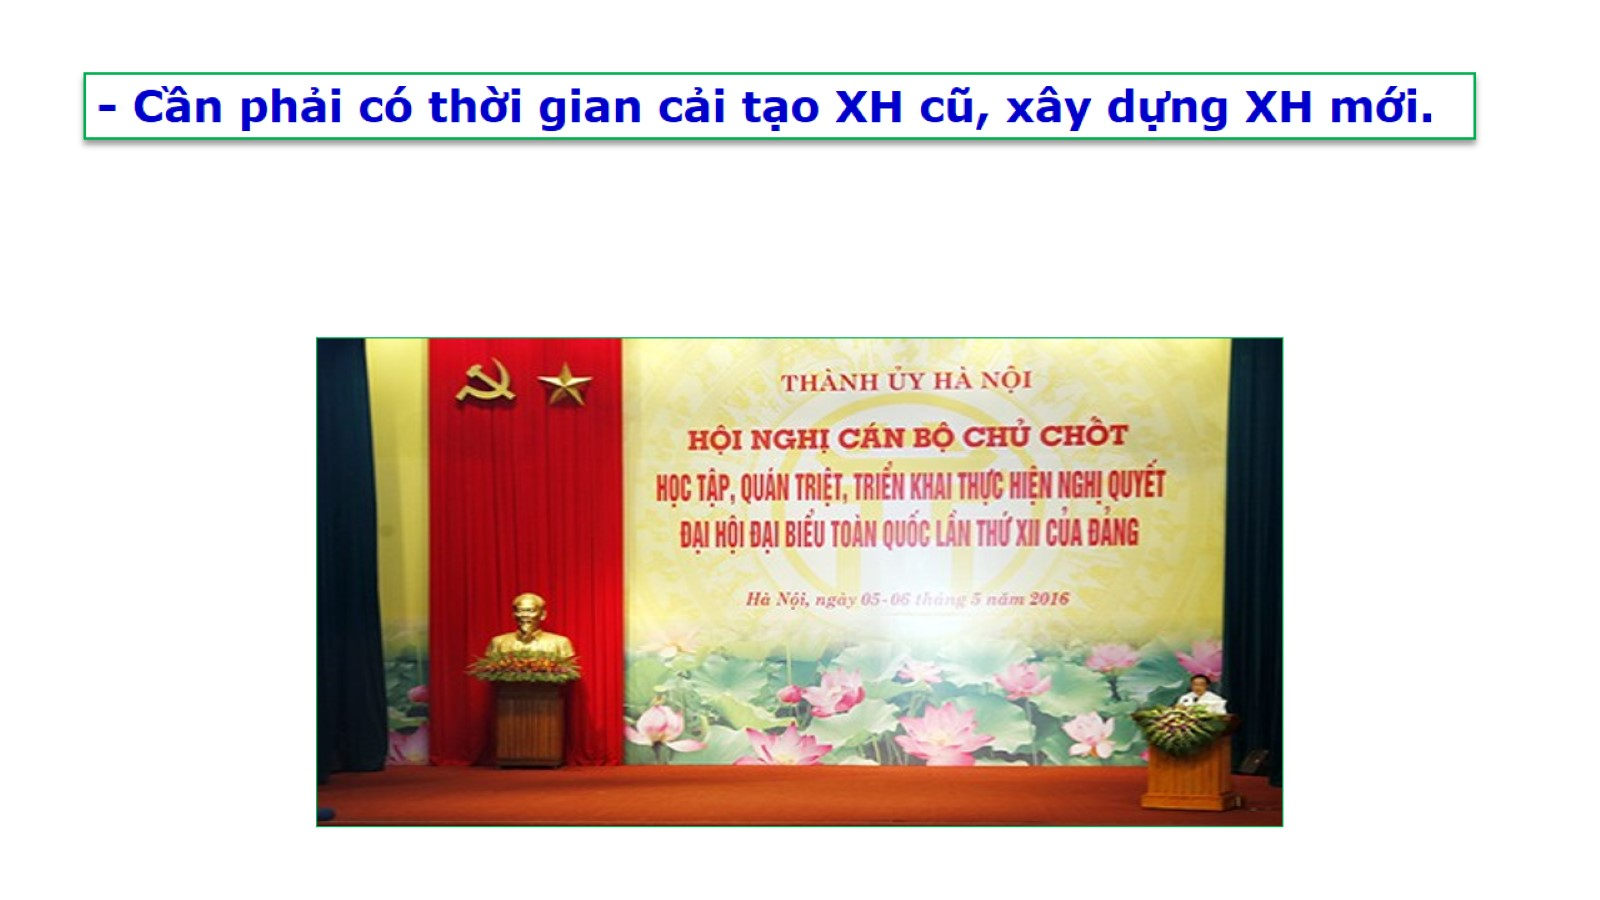 - Cần phải có thời gian cải tạo XH cũ, xây dựng XH mới.
THÀNH ỦY HÀ NỘI
HỘI NGHỊ CÁN BỘ CHỦ CHỐT
HỌC TẬP, QUÁN TRIỆT, TRIỂN KHAI THỰC HIỆN NGHỊ QUYẾT
ĐẠI HỘI ĐẠI BIỂU TOÀN QUỐC LẦN THỨ XII CỦA ĐẢNG
Hà Nội, ngày 05-06 tháng 5 năm 2016